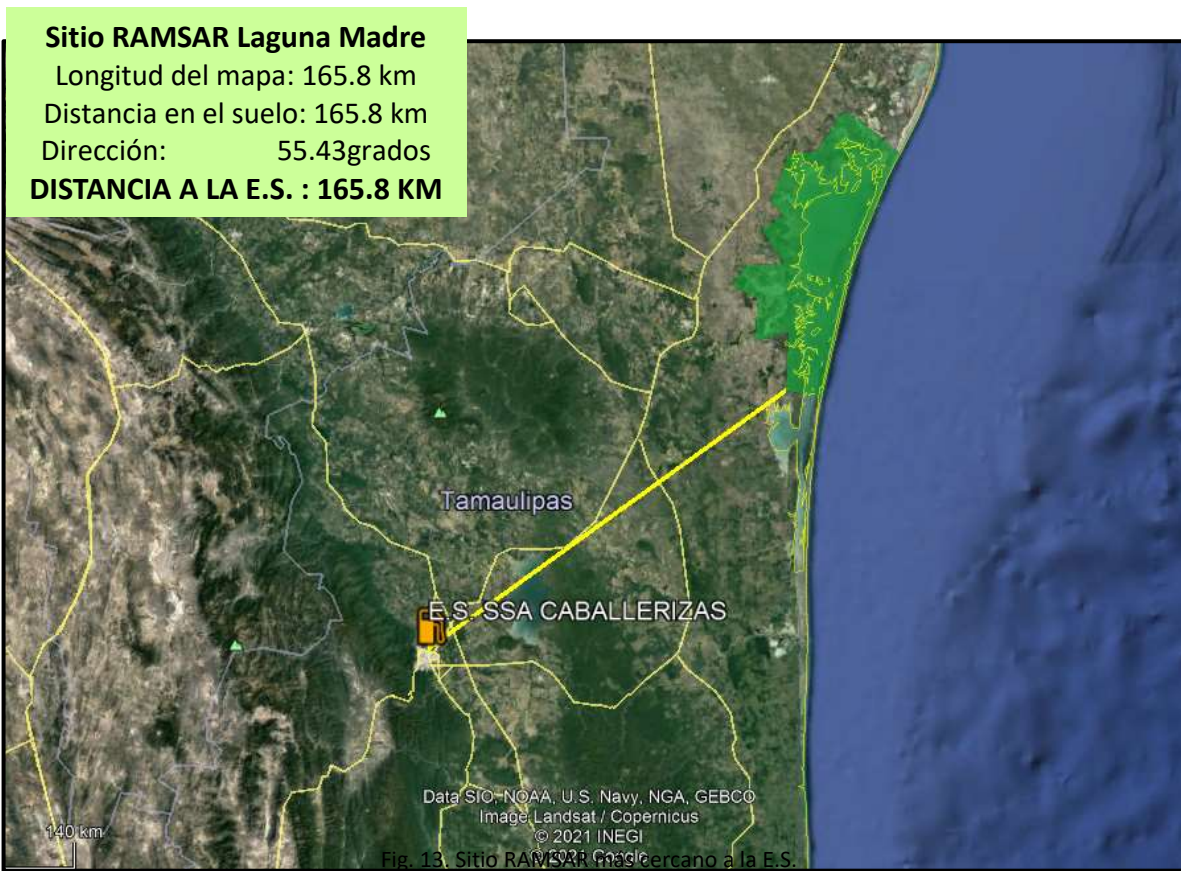 Sitio RAMSAR Laguna Madre
Longitud del mapa: 165.8 km
Distancia en el suelo: 165.8 km
Dirección: 55.43grados
DISTANCIA A LA E.S. : 165.8 KM
Tamaulipas
E.S. SSA CABALLERIZAS
Data SIO, NOAA, U.S. Navy, NGA, GEBCO
Image Landsat / Copernicus
© 2021 INEGI
© 2021 Google
140 km
Fig. 13. Sitio RAMSAR más cercano a la E.S.